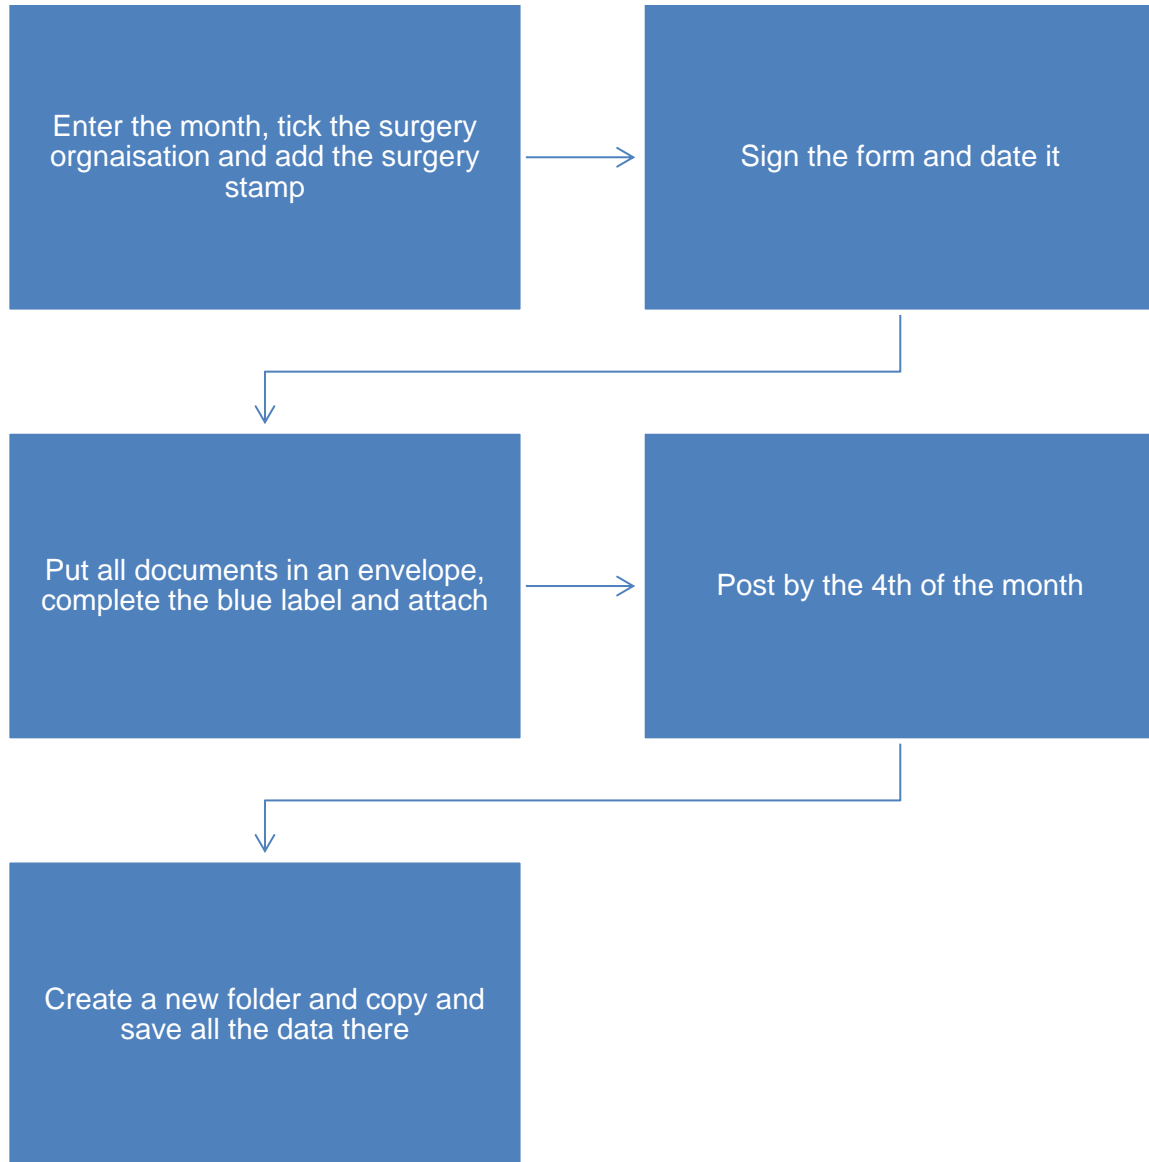 Enter the month, tick the surgery
orgnaisation and add the surgery
stamp
Sign the form and date it
Put all documents in an envelope,
complete the blue label and attach
Post by the 4th of the month
Create a new folder and copy and
save all the data there